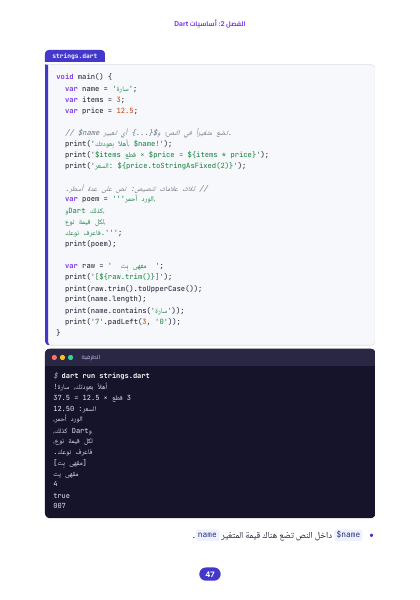 الفصل 2: أساسيات Dart
strings.dart
void main() {
var name = 'سارة';
var items = 3;
var price = 12.5;
// $name تضع متغيراً في النص؛ و${...} أي تعبير.
print('أهلاً بعودتك، $name!');
print('$items قطع × $price = ${items * price}');
print('السعر: ${price.toStringAsFixed(2)}');
// ثلاث علامات تنصيص: نص على عدة أسطر.
var poem = '''الورد أحمر،
وDart كذلك،
لكل قيمة نوع،
فاعرف نوعك.''';
print(poem);
var raw = '  مقهى بت  ';
print('[${raw.trim()}]');
print(raw.trim().toUpperCase());
print(name.length);
print(name.contains('سارة'));
print('7'.padLeft(3, '0'));
}
الطرفية
$ dart run strings.dart
أهلاً بعودتك، سارة!
3 قطع × 12.5 = 37.5
السعر: 12.50
الورد أحمر،
وDart كذلك،
لكل قيمة نوع،
فاعرف نوعك.
[مقهى بت]
مقهى بت
4
true
007
• $name داخل النص تضع هناك قيمة المتغير name.
47